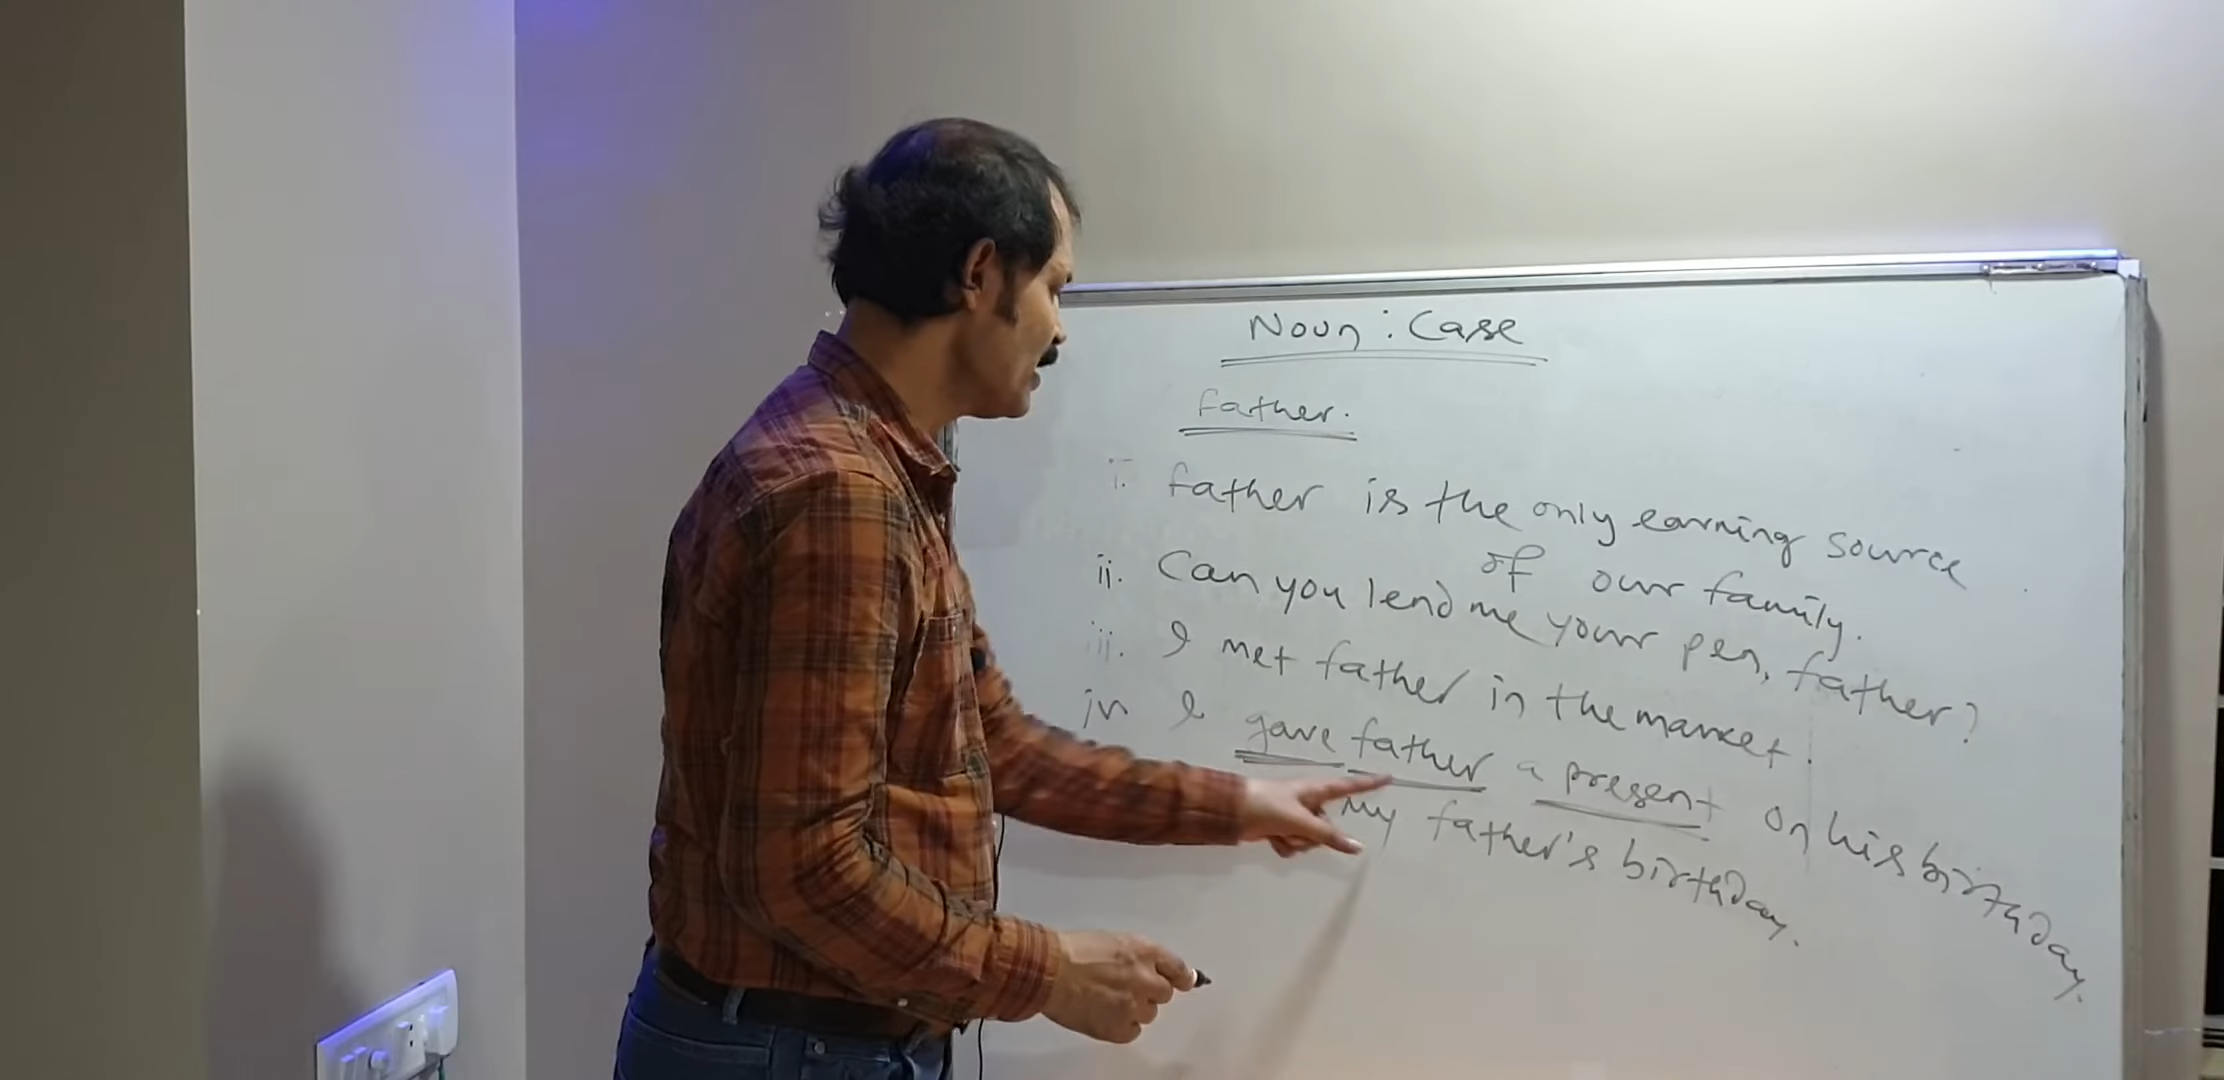 Noun : Case
Father.
i. Father is the only earning source
of our family.
ii. Can you lend me your pen, father?
iii. I met father in the market.
iv I gave father a present on his birthday.
my father's birthday.